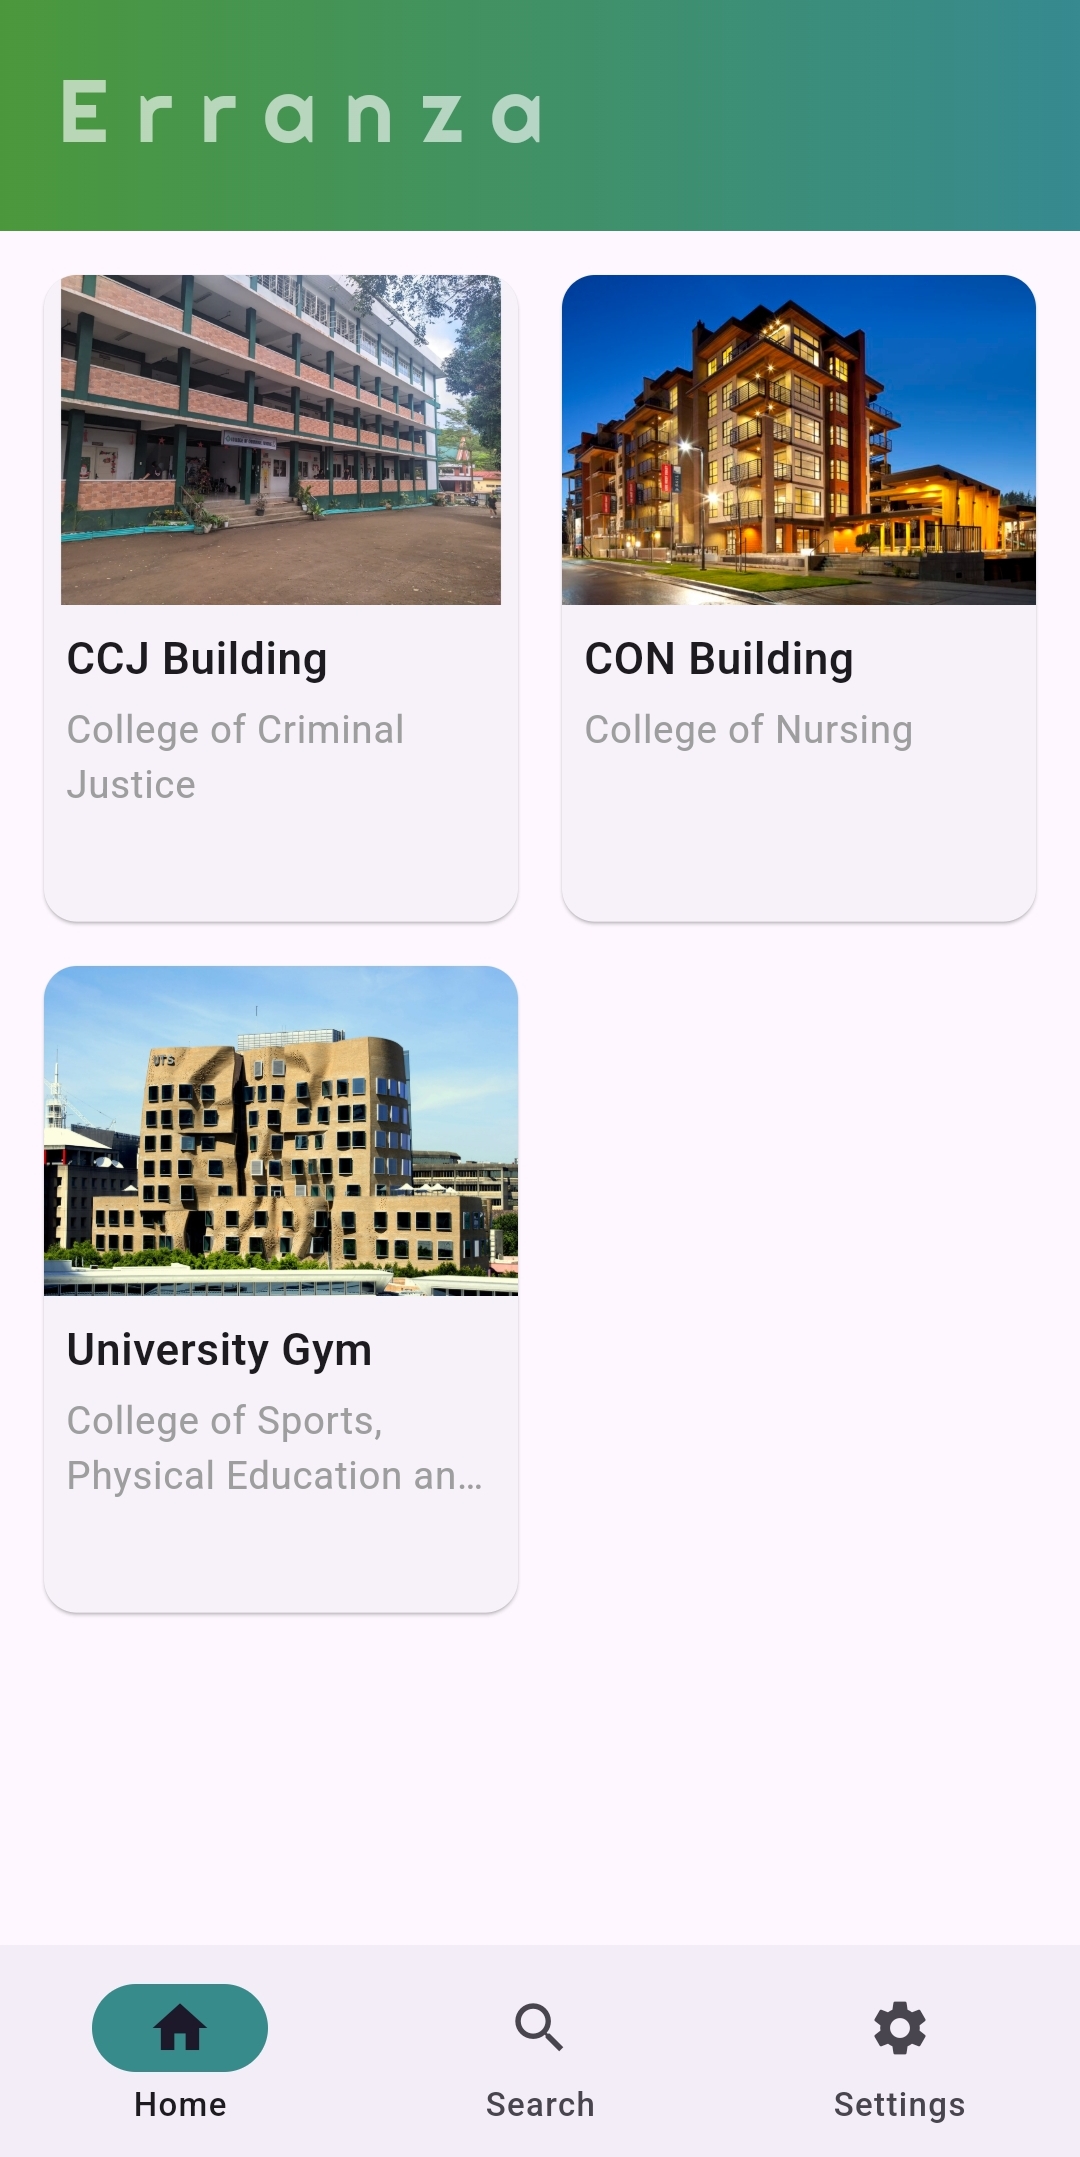 Erranza
CCJ Building
College of Criminal
Justice
CON Building
College of Nursing
UTS
University Gym
College of Sports,
Physical Education an...
Home
Search
Settings